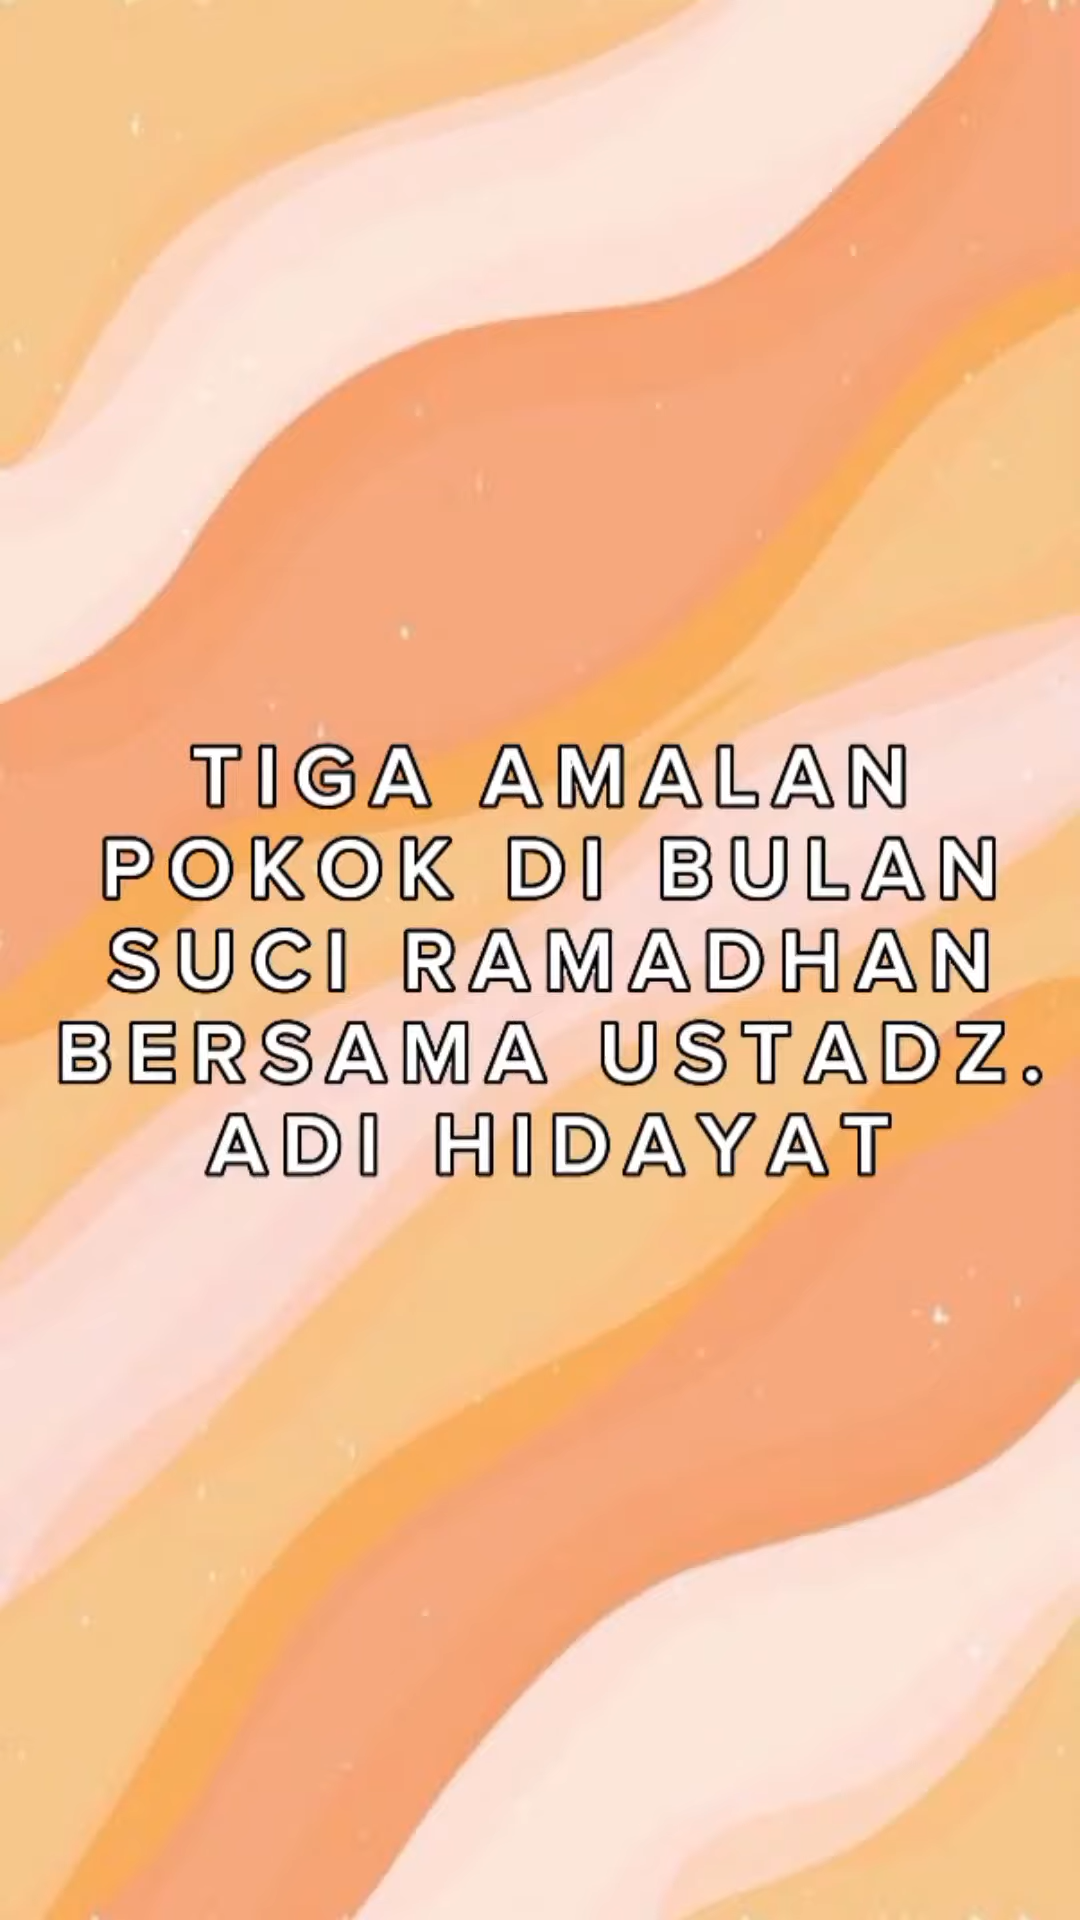 TIGA AMALAN
POKOK DI BULAN
SUCI RAMADHAN
BERSAMA USTADZ.
ADI HIDAYAT